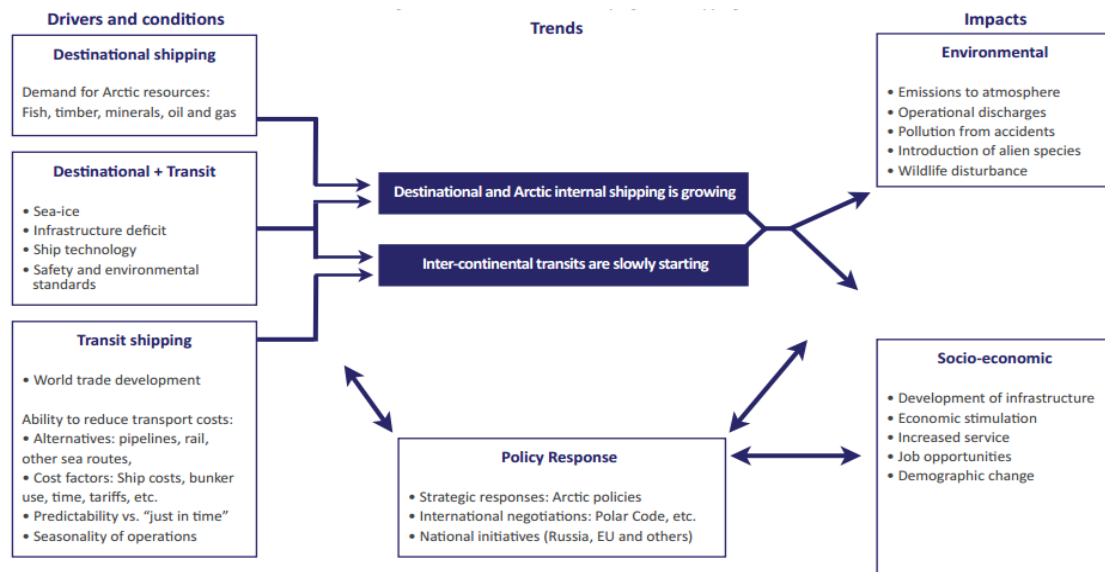 Drivers and conditions
Destinational shipping
Demand for Arctic resources:
Fish, timber, minerals, oil and gas
Destinational + Transit
• Sea-ice
• Infrastructure deficit
• Ship technology
• Safety and environmental
standards
Transit shipping
• World trade development
Ability to reduce transport costs:
• Alternatives: pipelines, rail,
other sea routes,
• Cost factors: Ship costs, bunker
use, time, tariffs, etc.
• Predictability vs. “just in time”
• Seasonality of operations
Trends
Destinational and Arctic internal shipping is growing
Inter-continental transits are slowly starting
Policy Response
• Strategic responses: Arctic policies
• International negotiations: Polar Code, etc.
• National initiatives (Russia, EU and others)
Impacts
Environmental
• Emissions to atmosphere
• Operational discharges
• Pollution from accidents
• Introduction of alien species
• Wildlife disturbance
Socio-economic
• Development of infrastructure
• Economic stimulation
• Increased service
• Job opportunities
• Demographic change